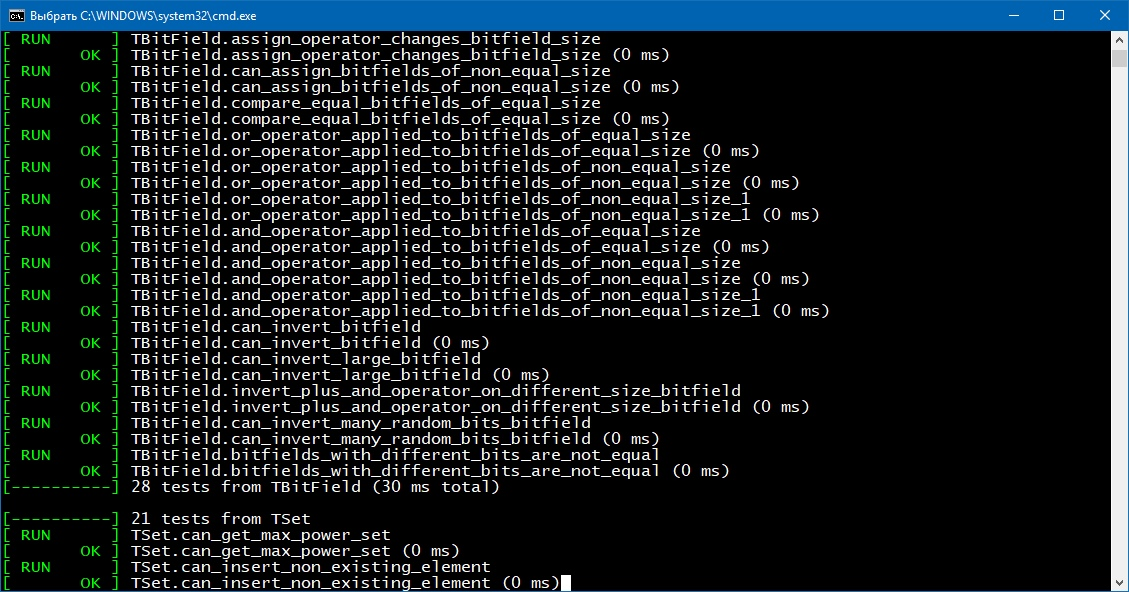 Выбрать C:\WINDOWS\system32\cmd.exe
[ RUN      ] TBitField.assign_operator_changes_bitfield_size
[       OK ] TBitField.assign_operator_changes_bitfield_size (0 ms)
[ RUN      ] TBitField.can_assign_bitfields_of_non_equal_size
[       OK ] TBitField.can_assign_bitfields_of_non_equal_size (0 ms)
[ RUN      ] TBitField.compare_equal_bitfields_of_equal_size
[       OK ] TBitField.compare_equal_bitfields_of_equal_size (0 ms)
[ RUN      ] TBitField.or_operator_applied_to_bitfields_of_equal_size
[       OK ] TBitField.or_operator_applied_to_bitfields_of_equal_size (0 ms)
[ RUN      ] TBitField.or_operator_applied_to_bitfields_of_non_equal_size
[       OK ] TBitField.or_operator_applied_to_bitfields_of_non_equal_size (0 ms)
[ RUN      ] TBitField.or_operator_applied_to_bitfields_of_non_equal_size_1
[       OK ] TBitField.or_operator_applied_to_bitfields_of_non_equal_size_1 (0 ms)
[ RUN      ] TBitField.and_operator_applied_to_bitfields_of_equal_size
[       OK ] TBitField.and_operator_applied_to_bitfields_of_equal_size (0 ms)
[ RUN      ] TBitField.and_operator_applied_to_bitfields_of_non_equal_size
[       OK ] TBitField.and_operator_applied_to_bitfields_of_non_equal_size (0 ms)
[ RUN      ] TBitField.and_operator_applied_to_bitfields_of_non_equal_size_1
[       OK ] TBitField.and_operator_applied_to_bitfields_of_non_equal_size_1 (0 ms)
[ RUN      ] TBitField.can_invert_bitfield
[       OK ] TBitField.can_invert_bitfield (0 ms)
[ RUN      ] TBitField.can_invert_large_bitfield
[       OK ] TBitField.can_invert_large_bitfield (0 ms)
[ RUN      ] TBitField.invert_plus_and_operator_on_different_size_bitfield
[       OK ] TBitField.invert_plus_and_operator_on_different_size_bitfield (0 ms)
[ RUN      ] TBitField.can_invert_many_random_bits_bitfield
[       OK ] TBitField.can_invert_many_random_bits_bitfield (0 ms)
[ RUN      ] TBitField.bitfields_with_different_bits_are_not_equal
[       OK ] TBitField.bitfields_with_different_bits_are_not_equal (0 ms)
[----------] 28 tests from TBitField (30 ms total)
[----------] 21 tests from TSet
[ RUN      ] TSet.can_get_max_power_set
[       OK ] TSet.can_get_max_power_set (0 ms)
[ RUN      ] TSet.can_insert_non_existing_element
[       OK ] TSet.can_insert_non_existing_element (0 ms)